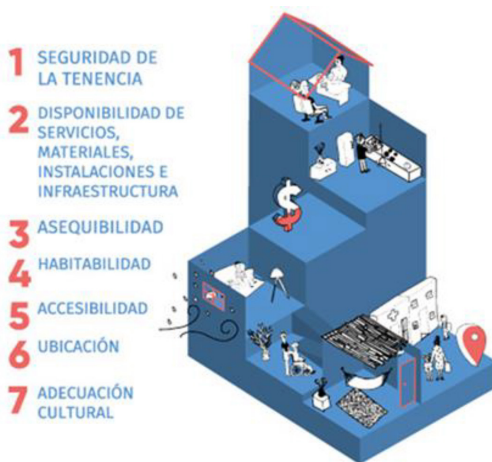 1 SEGURIDAD DE
LA TENENCIA
2 DISPONIBILIDAD DE
SERVICIOS,
MATERIALES,
INSTALACIONES E
INFRAESTRUCTURA
3 ASEQUIBILIDAD
4 HABITABILIDAD
5 ACCESIBILIDAD
6 UBICACIÓN
7 ADECUACIÓN
CULTURAL
$